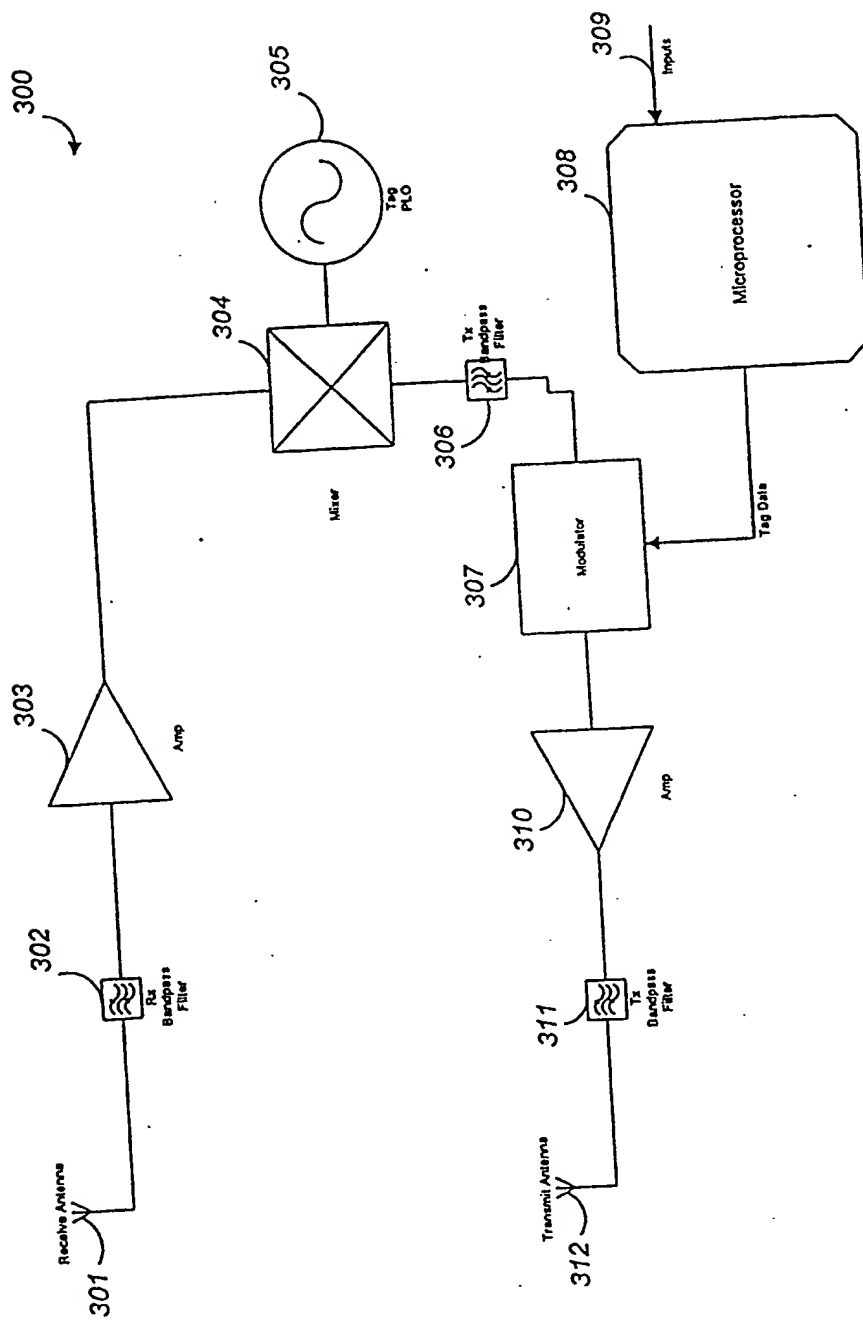 300
301
Receive Antenna
302
Rx
Bandpass
Filter
303
Amp
304
Mixer
305
Tag
PLO
306
Tx
Bandpass
Filter
307
Modulator
308
Microprocessor
309
Inputs
Tag Data
310
Amp
311
Tx
Bandpass
Filter
312
Transmit Antenna